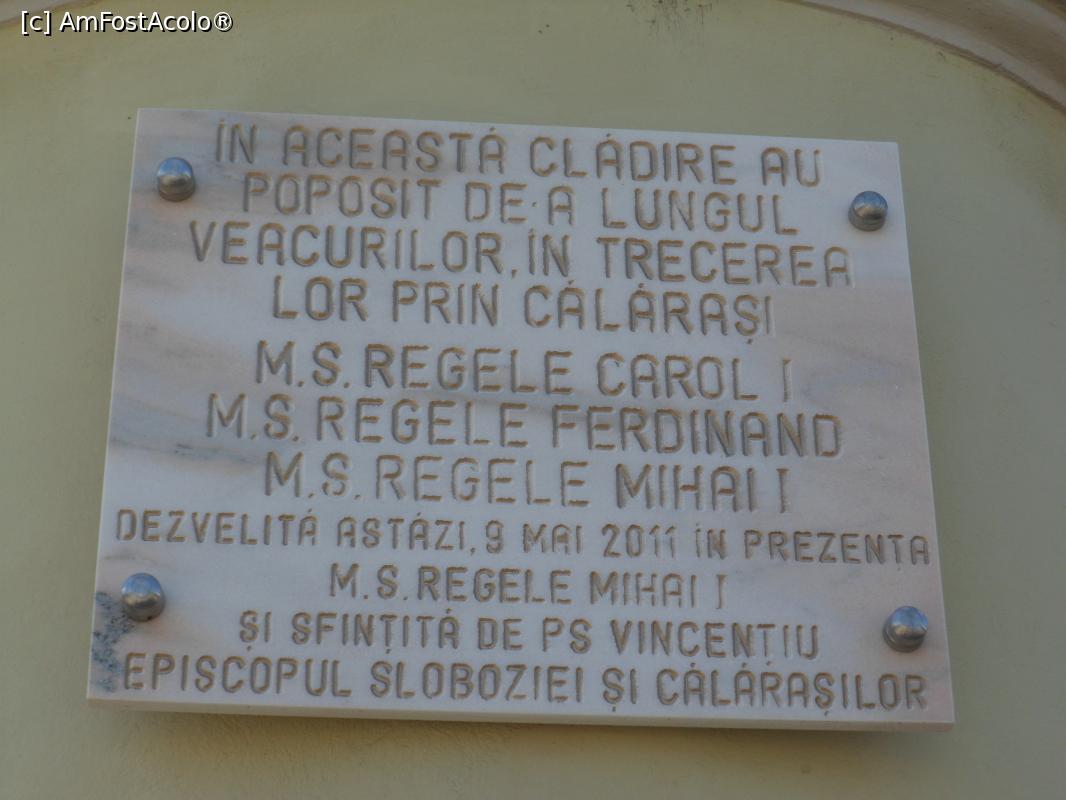 [c] AmFostAcolo®
ÎN ACEASTĂ CLĂDIRE AU
POPOSIT DE-A LUNGUL
VEACURILOR, ÎN TRECEREA
LOR PRIN CĂLĂRAȘI
M.S. REGELE CAROL I
M.S. REGELE FERDINAND
M.S. REGELE MIHAI I
DEZVELITĂ ASTĂZI, 9 MAI 2011 ÎN PREZENȚA
M.S. REGELE MIHAI I
ȘI SFINȚITĂ DE PS VINCENȚIU
EPISCOPUL SLOBOZIEI ȘI CĂLĂRAȘILOR